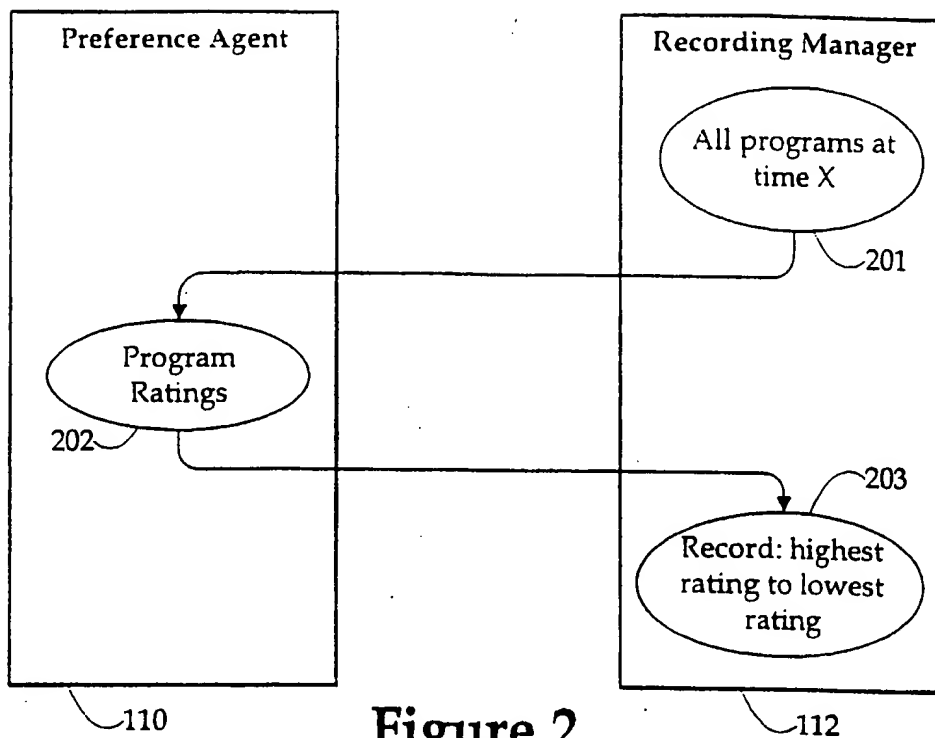 Preference Agent
Recording Manager
All programs at
time X
201
Program
Ratings
202
203
Record: highest
rating to lowest
rating
110
112
Figure 2